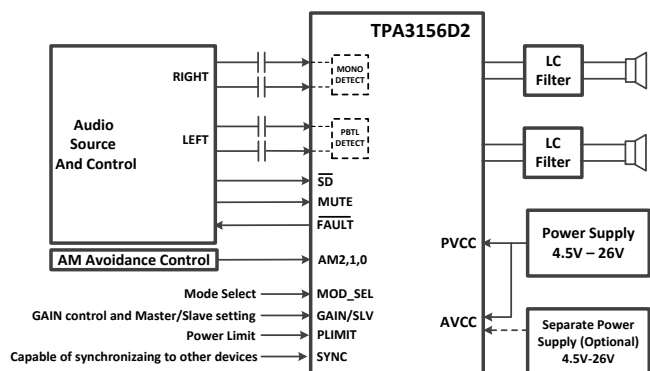 TPA3156D2
RIGHT
MONO
DETECT
LC
Filter
Audio
Source
And Control
LEFT
PBTL
DETECT
LC
Filter
SD
MUTE
FAULT
PVCC
Power Supply
4.5V – 26V
AM Avoidance Control
AM2,1,0
Mode Select
MOD_SEL
GAIN control and Master/Slave setting
GAIN/SLV
AVCC
Separate Power
Supply (Optional)
4.5V-26V
Power Limit
PLIMIT
Capable of synchronizaing to other devices
SYNC